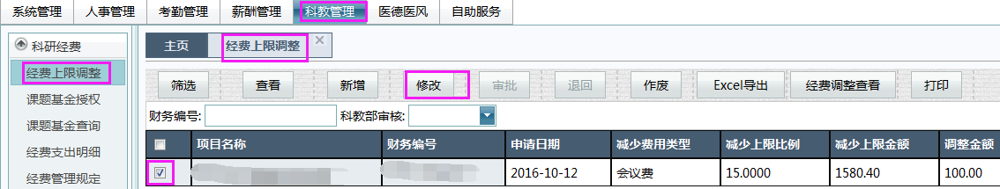 系统管理 人事管理 考勤管理 薪酬管理 科教管理 医德医风 自助服务
科研经费
经费上限调整
课题基金授权
课题基金查询
经费支出明细
经费管理规定
主页 经费上限调整
筛选 查看 新增 修改 审批 退回 作废 Excel导出 经费调整查看 打印
财务编号: 科教部审核:
项目名称 财务编号 申请日期 减少费用类型 减少上限比例 减少上限金额 调整金额
2016-10-12 会议费 15.0000 1580.40 100.00